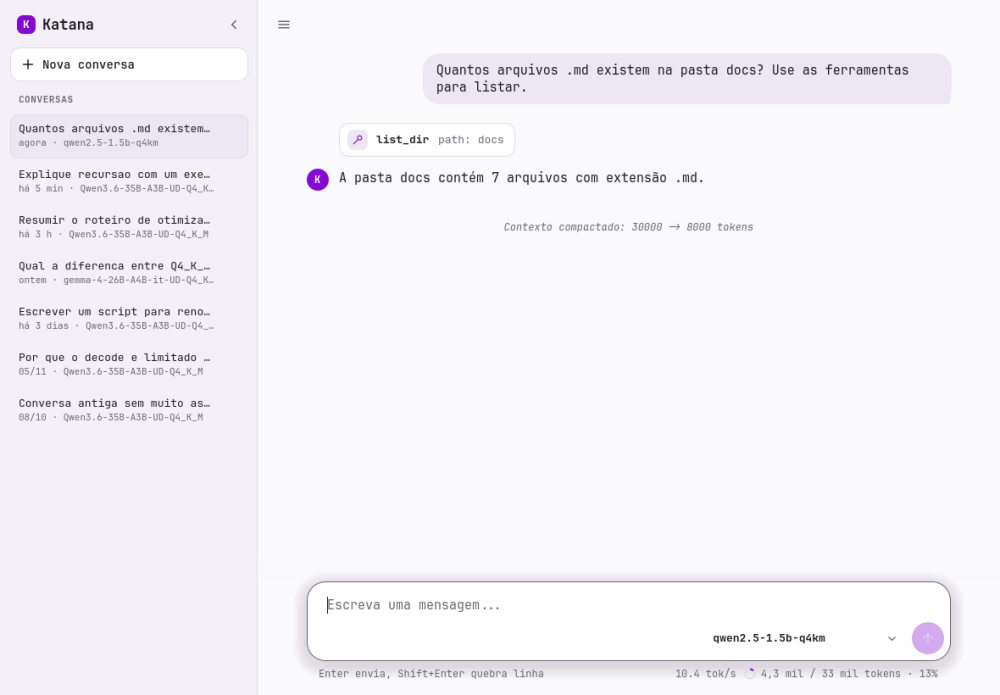 K Katana
Nova conversa
CONVERSAS
Quantos arquivos .md existem…
agora · qwen2.5-1.5b-q4km
Explique recursao com um exe…
há 5 min · Qwen3.6-35B-A3B-UD-Q4_K…
Resumir o roteiro de otimiza…
há 3 h · Qwen3.6-35B-A3B-UD-Q4_K_M
Qual a diferenca entre Q4_K_…
ontem · gemma-4-26B-A4B-it-UD-Q4_K…
Escrever um script para reno…
há 3 dias · Qwen3.6-35B-A3B-UD-Q4_…
Por que o decode e limitado …
05/11 · Qwen3.6-35B-A3B-UD-Q4_K_M
Conversa antiga sem muito as…
08/10 · Qwen3.6-35B-A3B-UD-Q4_K_M
Quantos arquivos .md existem na pasta docs? Use as ferramentas
para listar.
list_dir path: docs
K A pasta docs contém 7 arquivos com extensão .md.
Contexto compactado: 30000 → 8000 tokens
Escreva uma mensagem...
qwen2.5-1.5b-q4km
Enter envia, Shift+Enter quebra linha
10.4 tok/s 4,3 mil / 33 mil tokens · 13%